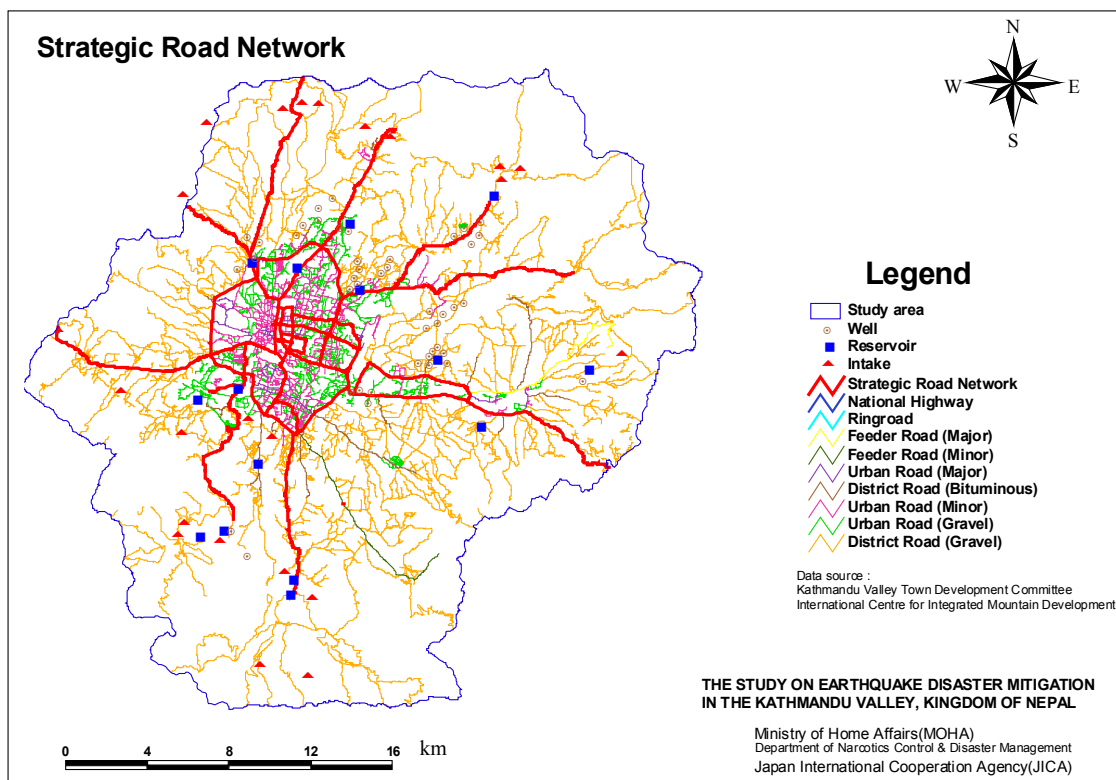 Strategic Road Network
N
W
E
S
Legend
Study area
Well
Reservoir
Intake
Strategic Road Network
National Highway
Ringroad
Feeder Road (Major)
Feeder Road (Minor)
Urban Road (Major)
District Road (Bituminous)
Urban Road (Minor)
Urban Road (Gravel)
District Road (Gravel)
Data source :
Kathmandu Valley Town Development Committee
International Centre for Integrated Mountain Development
THE STUDY ON EARTHQUAKE DISASTER MITIGATION
IN THE KATHMANDU VALLEY, KINGDOM OF NEPAL
Ministry of Home Affairs(MOHA)
Department of Narcotics Control & Disaster Management
Japan International Cooperation Agency(JICA)
0 4 8 12 16 km